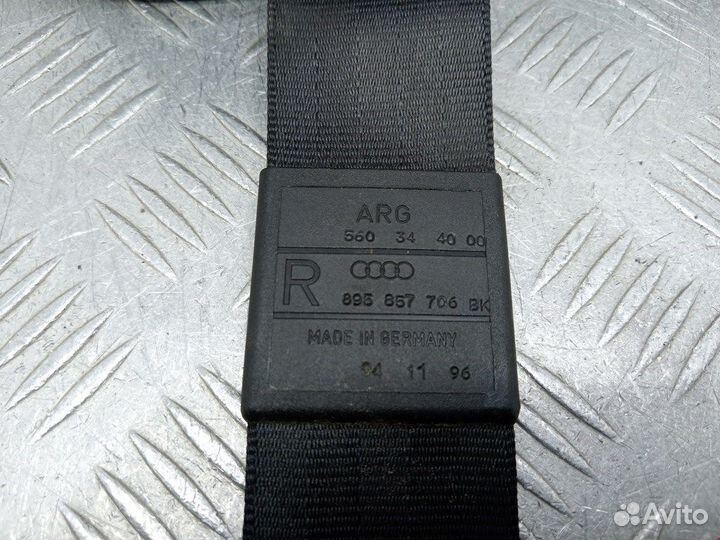 ARG
560 34 40 00
R
895 857 706 BK
MADE IN GERMANY
04 11 96
Avito